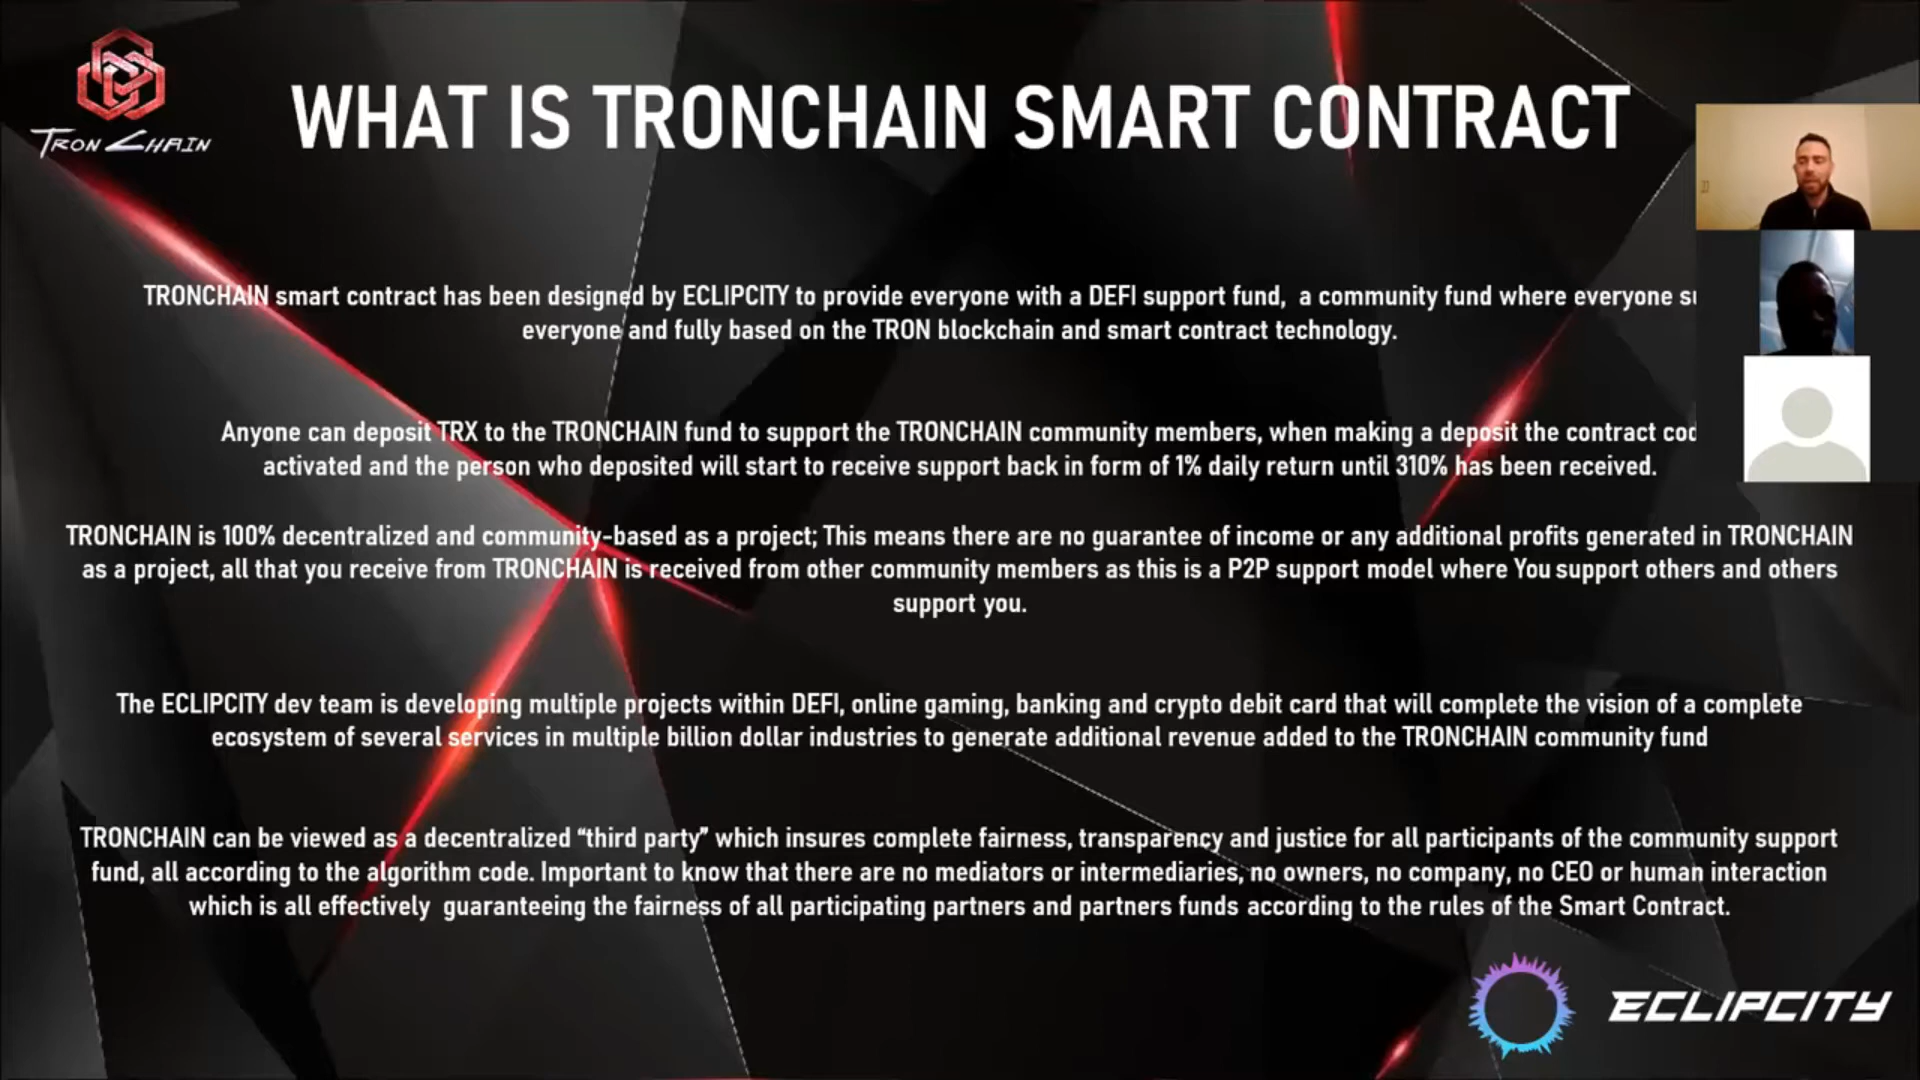 TRON CHAIN
WHAT IS TRONCHAIN SMART CONTRACT
TRONCHAIN smart contract has been designed by ECLIPCITY to provide everyone with a DEFI support fund, a community fund where everyone
everyone and fully based on the TRON blockchain and smart contract technology.
Anyone can deposit TRX to the TRONCHAIN fund to support the TRONCHAIN community members, when making a deposit the contract
activated and the person who deposited will start to receive support back in form of 1% daily return until 310% has been received.
TRONCHAIN is 100% decentralized and community-based as a project; This means there are no guarantee of income or any additional profits generated in TRONCHAIN
as a project, all that you receive from TRONCHAIN is received from other community members as this is a P2P support model where You support others and others
support you.
The ECLIPCITY dev team is developing multiple projects within DEFI, online gaming, banking and crypto debit card that will complete the vision of a complete
ecosystem of several services in multiple billion dollar industries to generate additional revenue added to the TRONCHAIN community fund
TRONCHAIN can be viewed as a decentralized “third party” which insures complete fairness, transparency and justice for all participants of the community support
fund, all according to the algorithm code. Important to know that there are no mediators or intermediaries, no owners, no company, no CEO or human interaction
which is all effectively guaranteeing the fairness of all participating partners and partners funds according to the rules of the Smart Contract.
ECLIPCITY